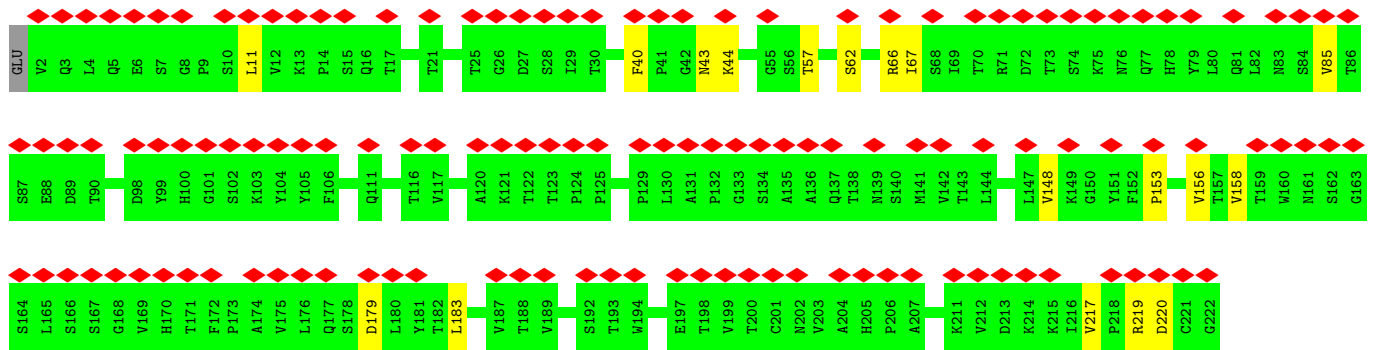 GLU V2 Q3 L4 Q5 E6 S7 G8 P9 S10 L11 V12 K13 P14 S15 Q16 T17 T21 T25 G26 D27 S28 I29 T30 F40 P41 G42 N43 K44 G55 S56 T57 S62 R66 I67 S68 I69 T70 R71 D72 T73 S74 K75 N76 Q77 H78 Y79 L80 Q81 L82 N83 S84 V85 T86
S87 E88 D89 T90 D98 Y99 H100 G101 S102 K103 Y104 Y105 F106 Q111 T116 V117 A120 K121 T122 T123 P124 P125 P129 L130 A131 P132 G133 S134 A135 A136 Q137 T138 N139 S140 M141 V142 T143 L144 L147 V148 K149 G150 Y151 F152 P153 V156 T157 V158 T159 W160 N161 S162 G163
S164 L165 S166 S167 G168 V169 H170 T171 F172 P173 A174 V175 L176 Q177 S178 D179 L180 Y181 T182 L183 V187 T188 V189 S192 T193 W194 E197 T198 V199 T200 C201 N202 V203 A204 H205 P206 A207 K211 V212 D213 K214 K215 I216 V217 P218 R219 D220 C221 G222